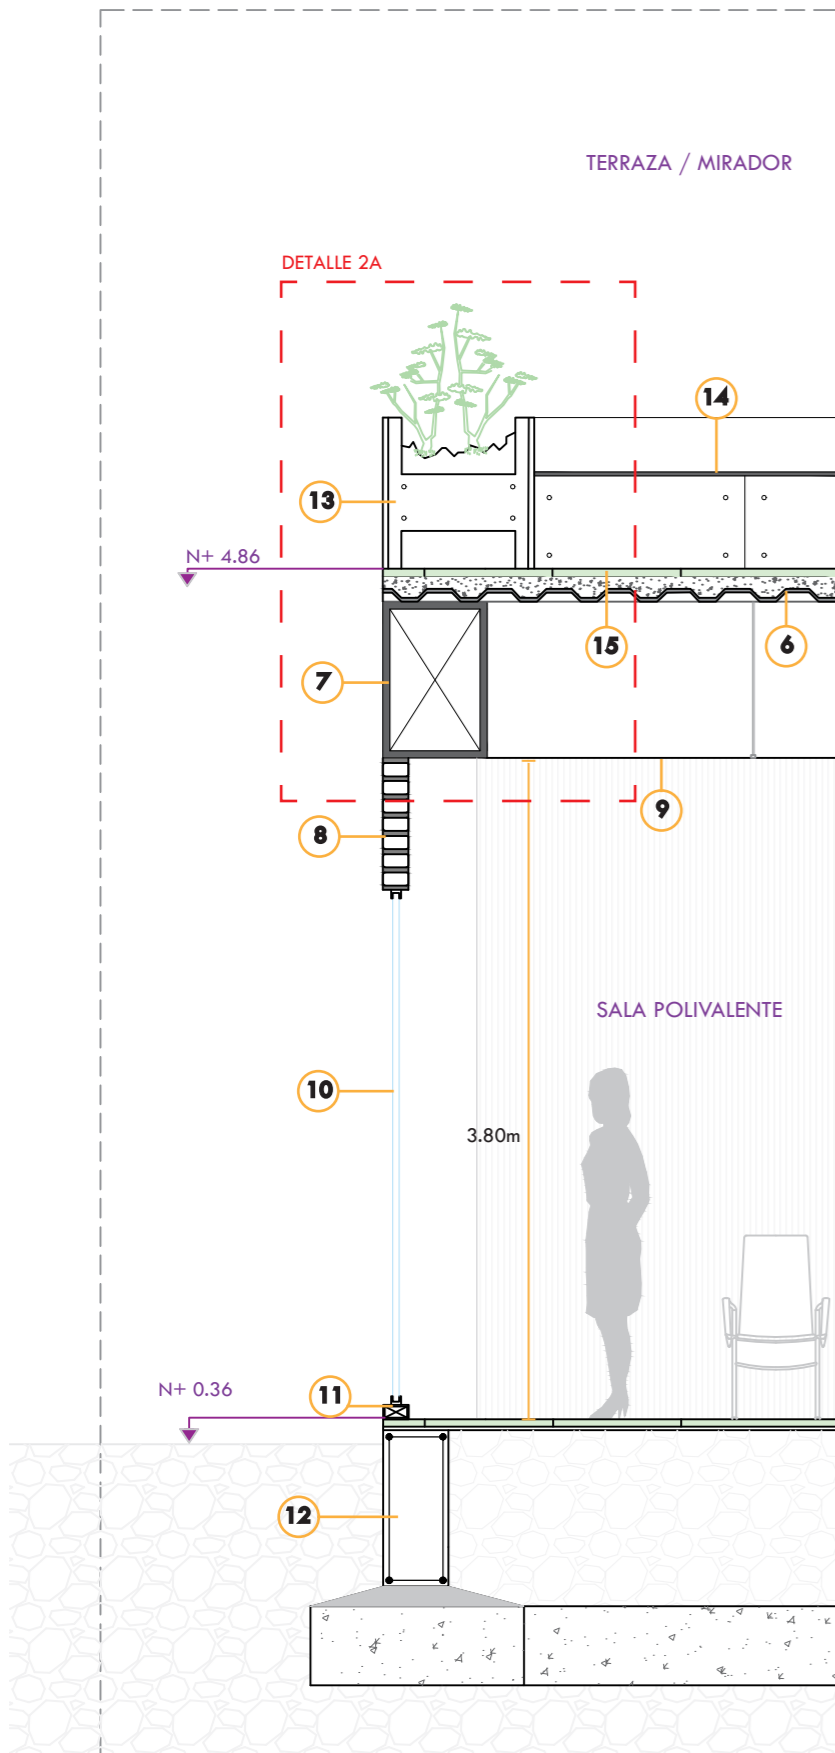 TERRAZA / MIRADOR
DETALLE 2A
14
13
N+ 4.86
15
6
7
9
8
SALA POLIVALENTE
10
3.80m
N+ 0.36
11
12